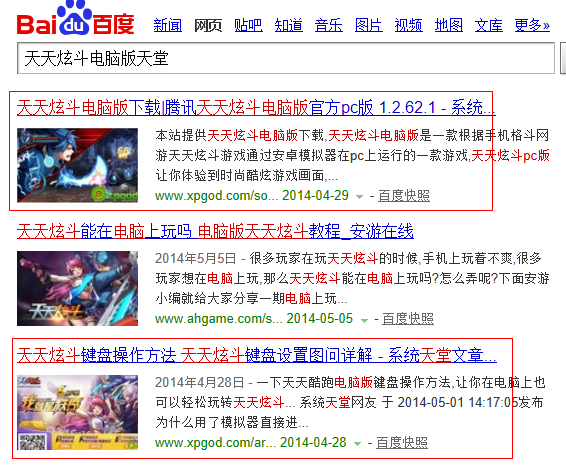 Bai du 百度 新闻 网页 贴吧 知道 音乐 图片 视频 地图 文库 更多»
天天炫斗电脑版天堂
天天炫斗电脑版下载|腾讯天天炫斗电脑版官方pc版 1.2.62.1 - 系统...
本站提供天天炫斗电脑版下载,天天炫斗电脑版是一款根据手机格斗网
游天天炫斗游戏通过安卓模拟器在pc上运行的一款游戏,天天炫斗pc版
让你体验到时尚酷炫游戏画面,...
www.xpgod.com/so... 2014-04-29 - 百度快照
天天炫斗能在电脑上玩吗 电脑版天天炫斗教程_安游在线
2014年5月5日 - 很多玩家在玩天天炫斗的时候,手机上玩着不爽,很多
玩家想在电脑上玩,那么天天炫斗能在电脑上玩吗?怎么弄呢?下面安游
小编就给大家分享一期电脑上玩...
www.ahgame.com/s... 2014-05-05 - 百度快照
天天炫斗键盘操作方法 天天炫斗键盘设置图问详解 - 系统天堂文章...
2014年4月28日 - 一下天天酷跑电脑版键盘操作方法,让你在电脑上也
可以轻松玩转天天炫斗... 系统天堂网友 于 2014-05-01 14:17:05发布
为什么用了模拟器直接进...
www.xpgod.com/ar... 2014-04-28 - 百度快照